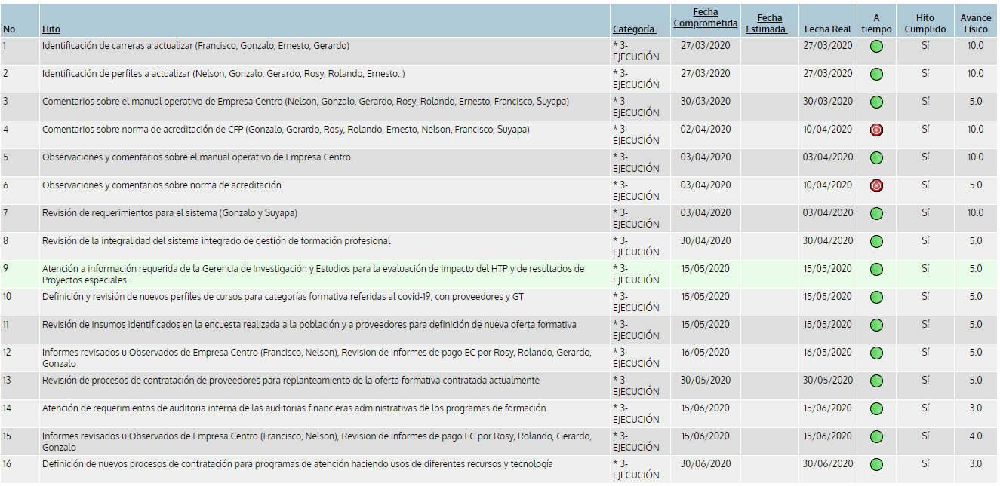 No. Hito Categoría Fecha Comprometida Fecha Estimada Fecha Real A tiempo Hito Cumplido Avance Físico
1 Identificación de carreras a actualizar (Francisco, Gonzalo, Ernesto, Gerardo) * 3- EJECUCIÓN 27/03/2020 27/03/2020 Sí 10.0
2 Identificación de perfiles a actualizar (Nelson, Gonzalo, Gerardo, Rosy, Rolando, Ernesto. ) * 3- EJECUCIÓN 27/03/2020 27/03/2020 Sí 10.0
3 Comentarios sobre el manual operativo de Empresa Centro (Nelson, Gonzalo, Gerardo, Rosy, Rolando, Ernesto, Francisco, Suyapa) * 3- EJECUCIÓN 30/03/2020 30/03/2020 Sí 5.0
4 Comentarios sobre norma de acreditación de CFP (Gonzalo, Gerardo, Rosy, Rolando, Ernesto, Nelson, Francisco, Suyapa) * 3- EJECUCIÓN 02/04/2020 10/04/2020 Sí 10.0
5 Observaciones y comentarios sobre el manual operativo de Empresa Centro * 3- EJECUCIÓN 03/04/2020 03/04/2020 Sí 10.0
6 Observaciones y comentarios sobre norma de acreditación * 3- EJECUCIÓN 03/04/2020 10/04/2020 Sí 5.0
7 Revisión de requerimientos para el sistema (Gonzalo y Suyapa) * 3- EJECUCIÓN 03/04/2020 03/04/2020 Sí 10.0
8 Revisión de la integralidad del sistema integrado de gestión de formación profesional * 3- EJECUCIÓN 30/04/2020 30/04/2020 Sí 5.0
9 Atención a información requerida de la Gerencia de Investigación y Estudios para la evaluación de impacto del HTP y de resultados de
Proyectos especiales. * 3- EJECUCIÓN 15/05/2020 15/05/2020 Sí 5.0
10 Definición y revisión de nuevos perfiles de cursos para categorías formativa referidas al covid-19, con proveedores y GT * 3- EJECUCIÓN 15/05/2020 15/05/2020 Sí 5.0
11 Revisión de insumos identificados en la encuesta realizada a la población y a proveedores para definición de nueva oferta formativa * 3- EJECUCIÓN 15/05/2020 15/05/2020 Sí 5.0
12 Informes revisados u Observados de Empresa Centro (Francisco, Nelson), Revision de informes de pago EC por Rosy, Rolando, Gerardo,
Gonzalo * 3- EJECUCIÓN 16/05/2020 16/05/2020 Sí 5.0
13 Revisión de procesos de contratación de proveedores para replanteamiento de la oferta formativa contratada actualmente * 3- EJECUCIÓN 30/05/2020 30/05/2020 Sí 5.0
14 Atención de requerimientos de auditoria interna de las auditorias financieras administrativas de los programas de formación * 3- EJECUCIÓN 15/06/2020 15/06/2020 Sí 3.0
15 Informes revisados u Observados de Empresa Centro (Francisco, Nelson), Revision de informes de pago EC por Rosy, Rolando, Gerardo,
Gonzalo * 3- EJECUCIÓN 15/06/2020 15/06/2020 Sí 4.0
16 Definición de nuevos procesos de contratación para programas de atención haciendo usos de diferentes recursos y tecnología * 3- EJECUCIÓN 30/06/2020 30/06/2020 Sí 3.0